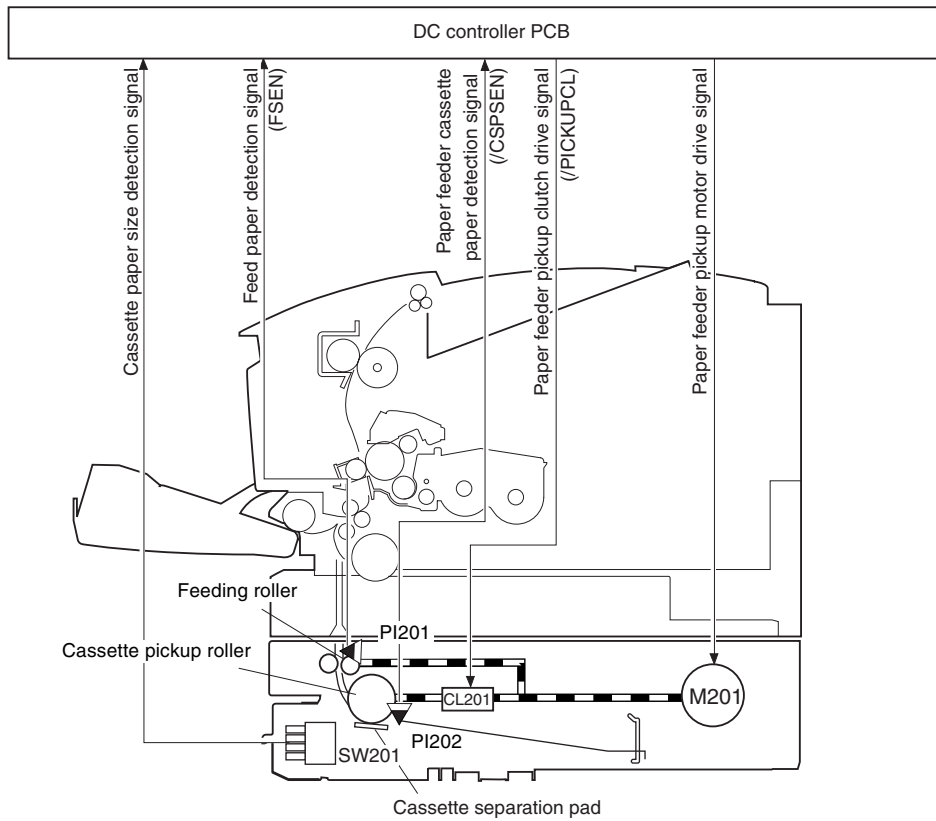 DC controller PCB
Cassette paper size detection signal
Feed paper detection signal
(FSEN)
Paper feeder cassette
paper detection signal
(/CSPSEN)
Paper feeder pickup clutch drive signal
(/PICKUPCL)
Paper feeder pickup motor drive signal
Feeding roller
PI201
Cassette pickup roller
CL201
M201
PI202
SW201
Cassette separation pad